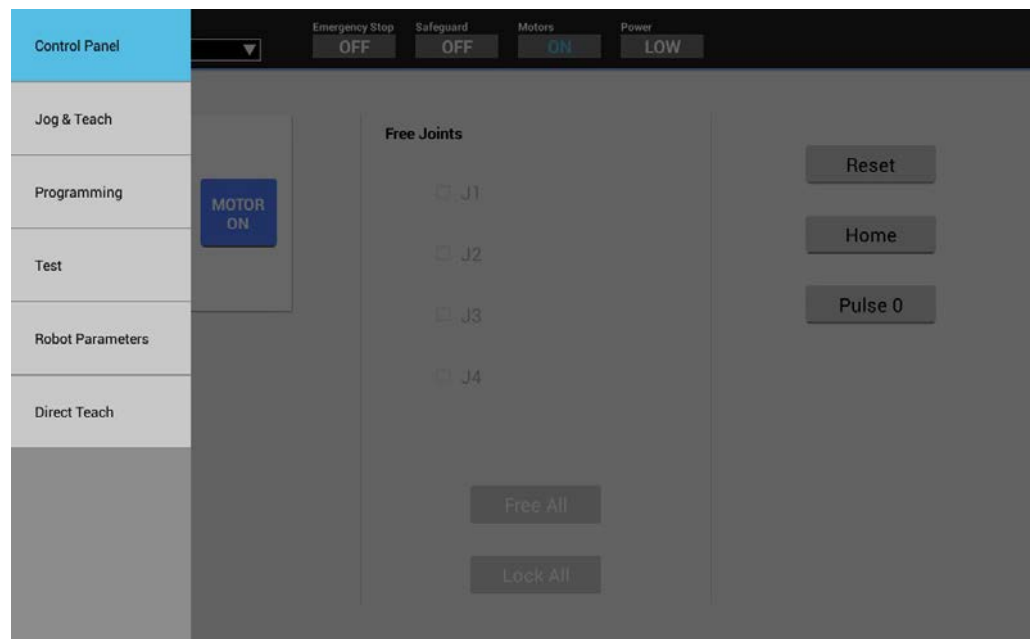 Control Panel
Jog & Teach
Programming
Test
Robot Parameters
Direct Teach
Emergency Stop
OFF
Safeguard
OFF
Motors
ON
Power
LOW
MOTOR
ON
Free Joints
J1
J2
J3
J4
Free All
Lock All
Reset
Home
Pulse 0